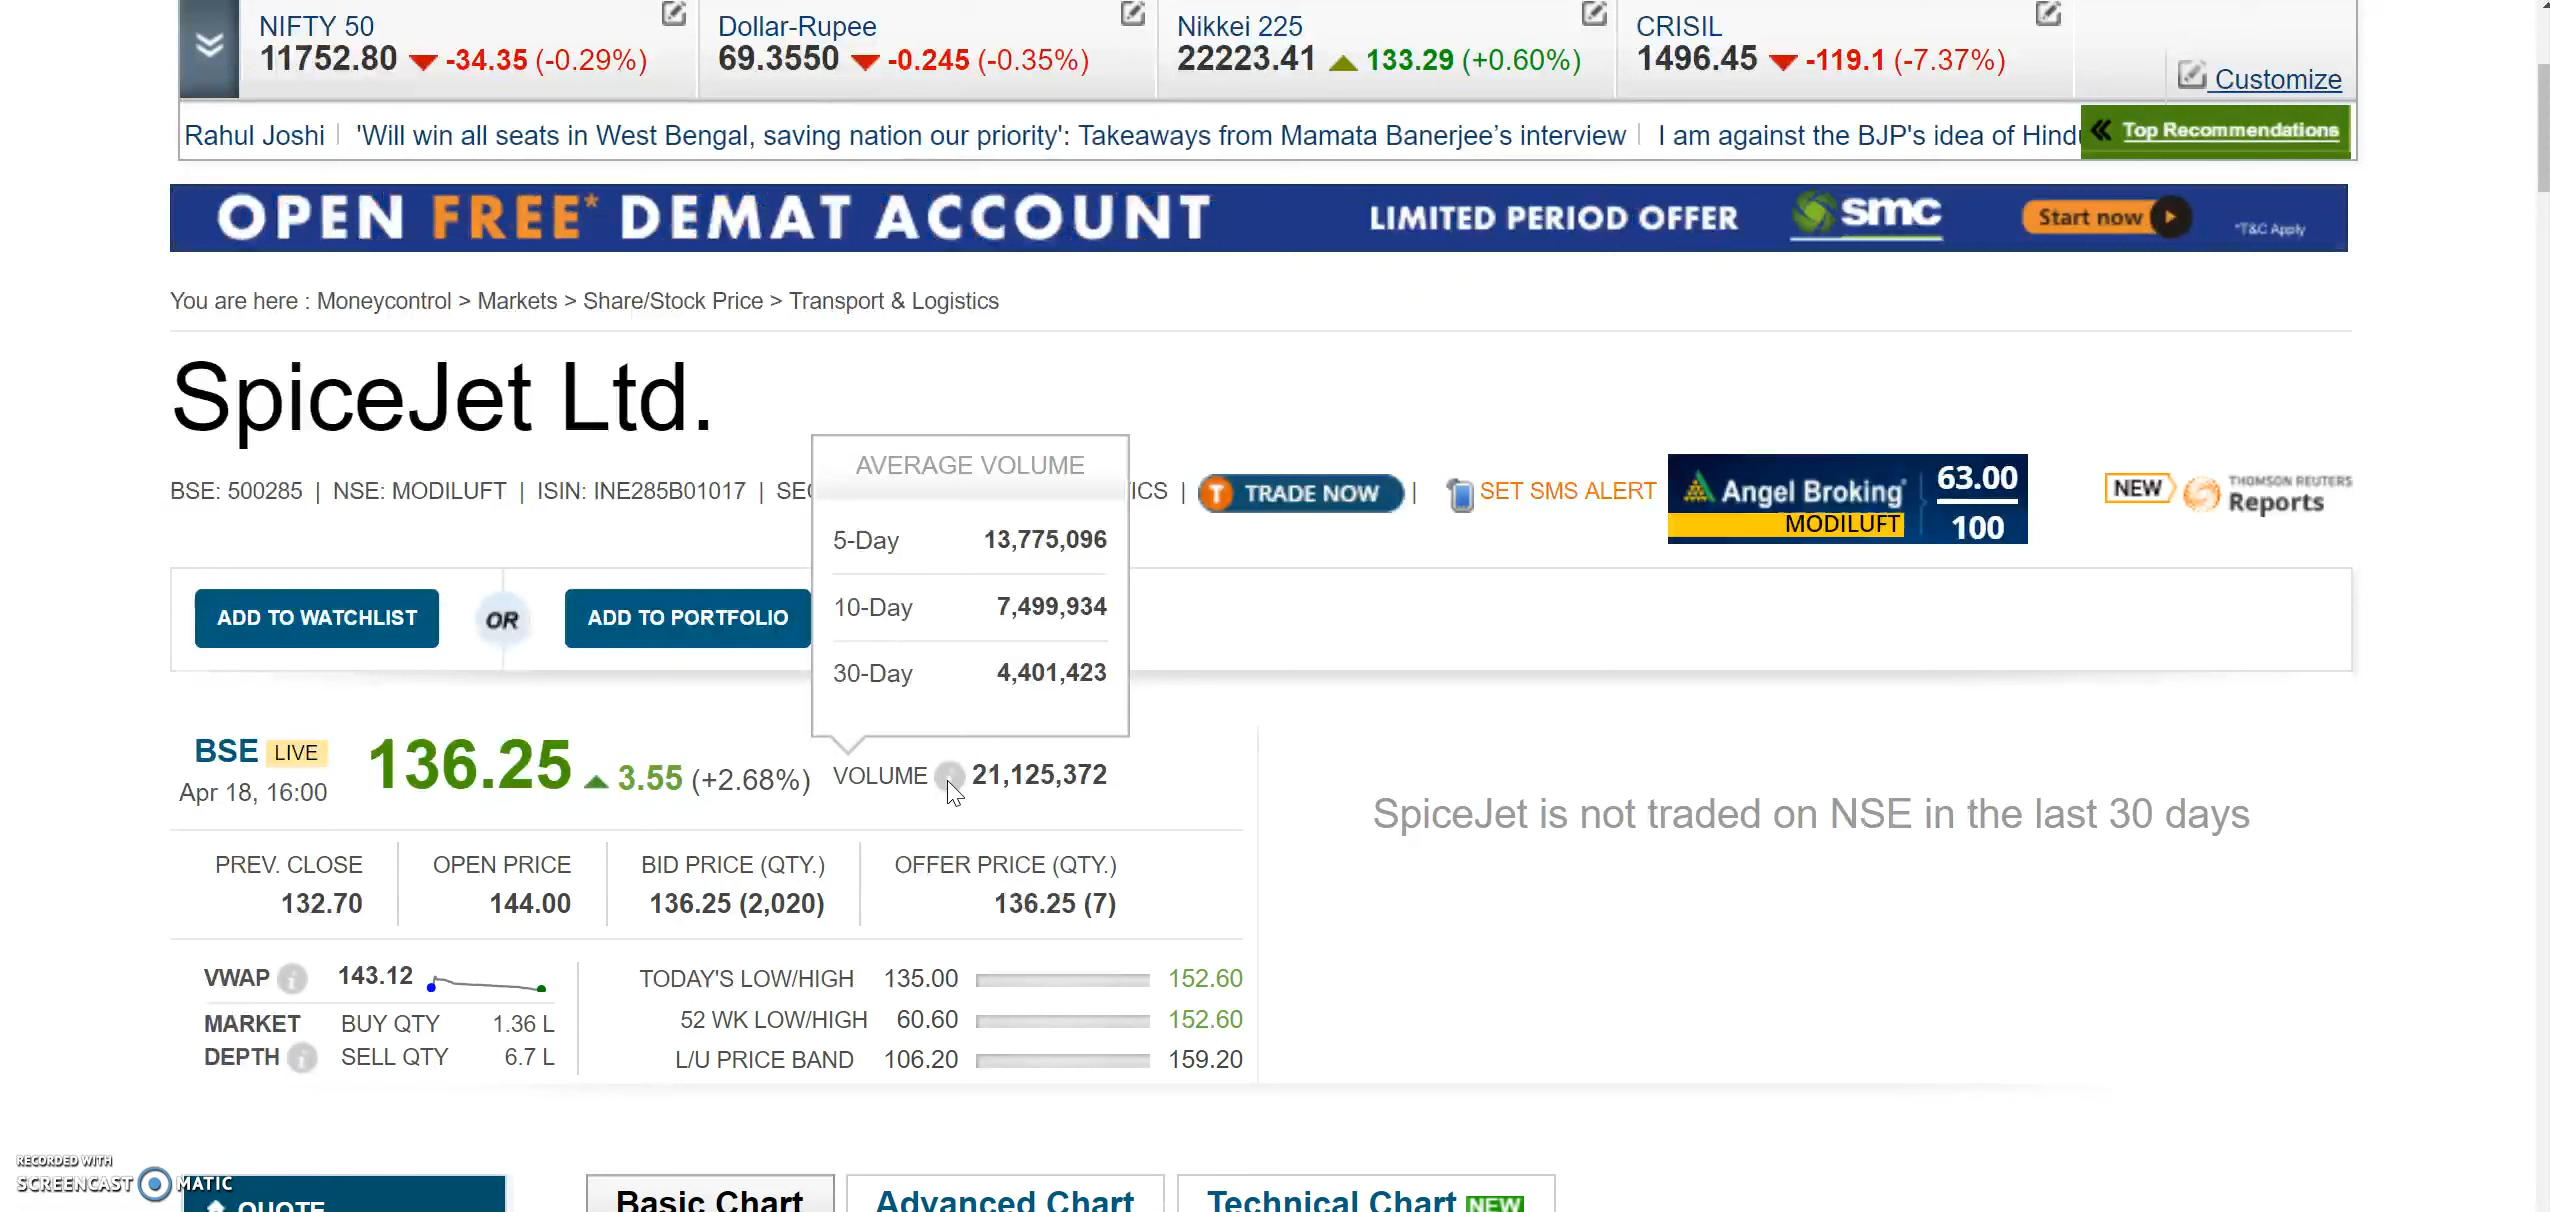 NIFTY 50
11752.80 -34.35 (-0.29%)
Dollar-Rupee
69.3550 -0.245 (-0.35%)
Nikkei 225
22223.41 133.29 (+0.60%)
CRISIL
1496.45 -119.1 (-7.37%)
Customize
Rahul Joshi | 'Will win all seats in West Bengal, saving nation our priority': Takeaways from Mamata Banerjee's interview | I am against the BJP's idea of Hindu
Top Recommendations
OPEN FREE* DEMAT ACCOUNT LIMITED PERIOD OFFER smc Start now *T&C Apply
You are here : Moneycontrol > Markets > Share/Stock Price > Transport & Logistics
SpiceJet Ltd.
BSE: 500285 | NSE: MODILUFT | ISIN: INE285B01017 | SEC
ICS | T TRADE NOW | SET SMS ALERT
Angel Broking
MODILUFT
63.00
100
NEW THOMSON REUTERS
Reports
AVERAGE VOLUME
5-Day 13,775,096
10-Day 7,499,934
30-Day 4,401,423
ADD TO WATCHLIST OR ADD TO PORTFOLIO
BSE LIVE
Apr 18, 16:00
136.25 3.55 (+2.68%) VOLUME 21,125,372
SpiceJet is not traded on NSE in the last 30 days
PREV. CLOSE
132.70
OPEN PRICE
144.00
BID PRICE (QTY.)
136.25 (2,020)
OFFER PRICE (QTY.)
136.25 (7)
VWAP i 143.12
MARKET DEPTH i
BUY QTY 1.36 L
SELL QTY 6.7 L
TODAY'S LOW/HIGH 135.00 152.60
52 WK LOW/HIGH 60.60 152.60
L/U PRICE BAND 106.20 159.20
RECORDED WITH
SCREENCAST MATIC
QUOTE
Basic Chart
Advanced Chart
Technical Chart NEW